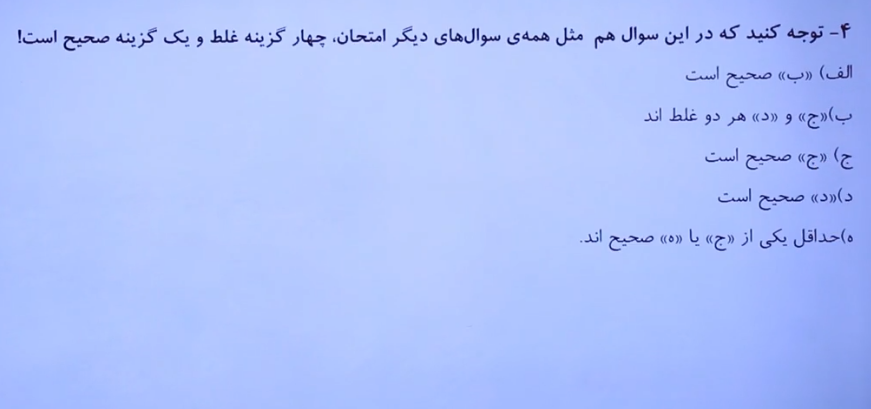 ۴- توجه کنید که در این سوال هم مثل همه‌ی سوال‌های دیگر امتحان، چهار گزینه غلط و یک گزینه صحیح است!
الف) «ب» صحیح است
ب)«ج» و «د» هر دو غلط اند
ج) «ج» صحیح است
د)«د» صحیح است
ه)حداقل یکی از «ج» یا «ه» صحیح اند.